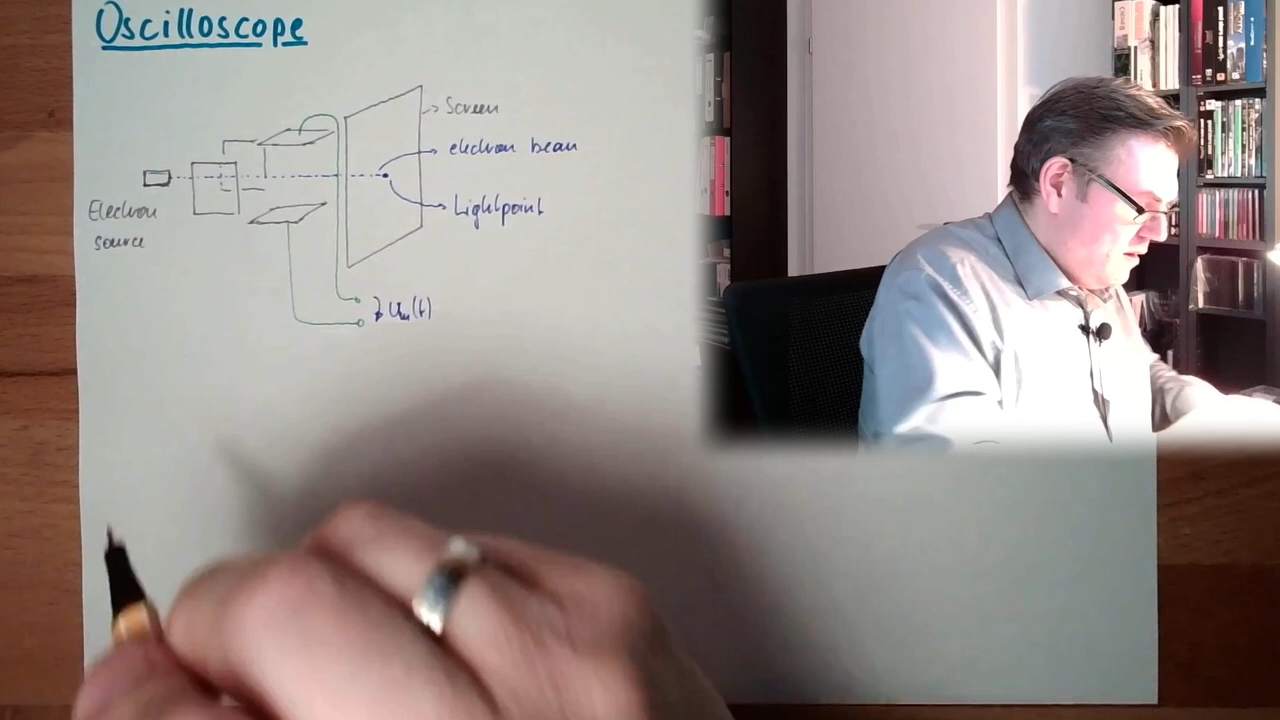 Oscilloscope
Screen
electron beam
Electron
source
Lightpoint